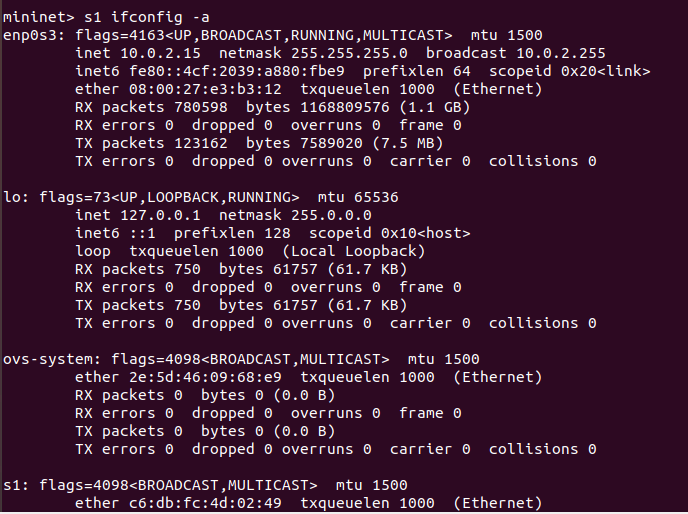 mininet> s1 ifconfig -a
enp0s3: flags=4163<UP,BROADCAST,RUNNING,MULTICAST>  mtu 1500
        inet 10.0.2.15  netmask 255.255.255.0  broadcast 10.0.2.255
        inet6 fe80::4cf:2039:a880:fbe9  prefixlen 64  scopeid 0x20<link>
        ether 08:00:27:e3:b3:12  txqueuelen 1000  (Ethernet)
        RX packets 780598  bytes 1168809576 (1.1 GB)
        RX errors 0  dropped 0  overruns 0  frame 0
        TX packets 123162  bytes 7589020 (7.5 MB)
        TX errors 0  dropped 0 overruns 0  carrier 0  collisions 0

lo: flags=73<UP,LOOPBACK,RUNNING>  mtu 65536
        inet 127.0.0.1  netmask 255.0.0.0
        inet6 ::1  prefixlen 128  scopeid 0x10<host>
        loop  txqueuelen 1000  (Local Loopback)
        RX packets 750  bytes 61757 (61.7 KB)
        RX errors 0  dropped 0  overruns 0  frame 0
        TX packets 750  bytes 61757 (61.7 KB)
        TX errors 0  dropped 0 overruns 0  carrier 0  collisions 0

ovs-system: flags=4098<BROADCAST,MULTICAST>  mtu 1500
        ether 2e:5d:46:09:68:e9  txqueuelen 1000  (Ethernet)
        RX packets 0  bytes 0 (0.0 B)
        RX errors 0  dropped 0  overruns 0  frame 0
        TX packets 0  bytes 0 (0.0 B)
        TX errors 0  dropped 0 overruns 0  carrier 0  collisions 0

s1: flags=4098<BROADCAST,MULTICAST>  mtu 1500
        ether c6:db:fc:4d:02:49  txqueuelen 1000  (Ethernet)